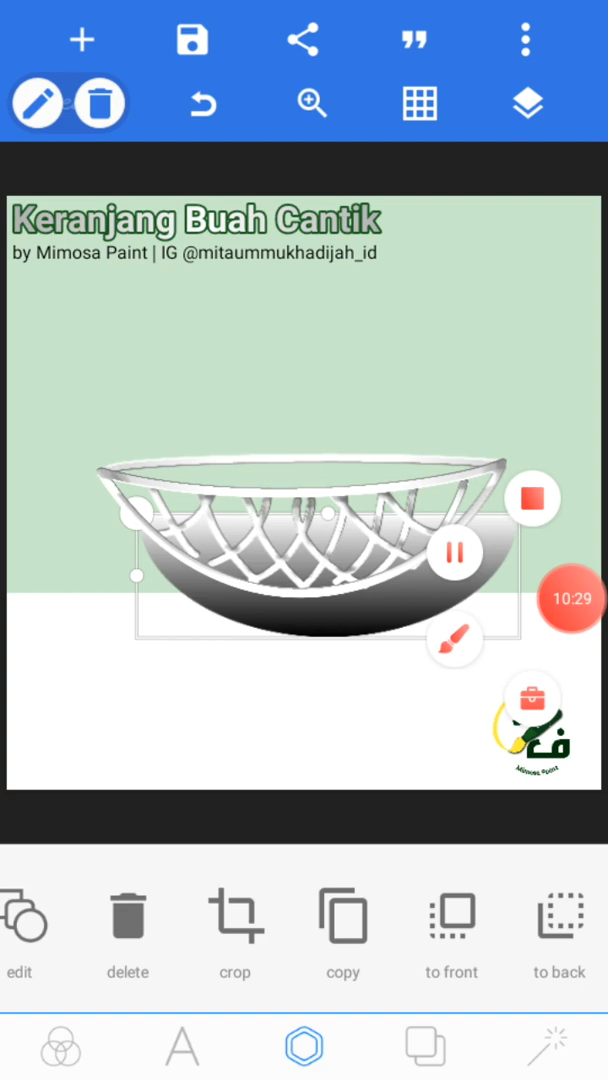 Keranjang Buah Cantik
by Mimosa Paint | IG @mitaummukhadijah_id
10:29
ف
Mimosa Paint
edit
delete
crop
copy
to front
to back
A